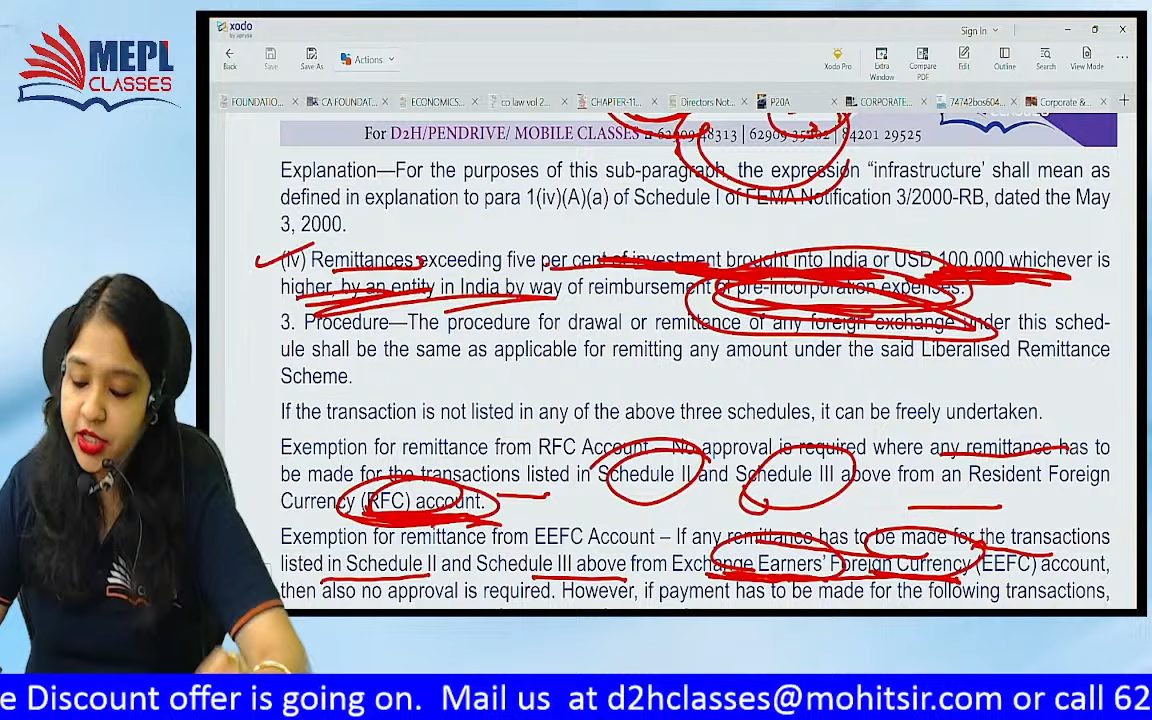 MEPL
CLASSES
xodo
by apryse
Sign In
Back
Save
Save As
Actions
Xodo Pro
Extra
Window
Compare
PDF
Edit
Outline
Search
View Mode
FOUNDATIO...
CA FOUNDAT...
ECONOMICS...
co law vol 2...
CHAPTER-11...
Directors Not...
P20A
CORPORATE...
74742bos604...
Corporate &...
For D2H/PENDRIVE/ MOBILE CLASSES 62909 48313 | 62909 35202 | 84201 29525
Explanation—For the purposes of this sub-paragraph, the expression “infrastructure’ shall mean as
defined in explanation to para 1(iv)(A)(a) of Schedule I of FEMA Notification 3/2000-RB, dated the May
3, 2000.
(iv) Remittances exceeding five per cent of investment brought into India or USD 100,000 whichever is
higher, by an entity in India by way of reimbursement of pre-incorporation expenses.
3. Procedure—The procedure for drawal or remittance of any foreign exchange under this sched-
ule shall be the same as applicable for remitting any amount under the said Liberalised Remittance
Scheme.
If the transaction is not listed in any of the above three schedules, it can be freely undertaken.
Exemption for remittance from RFC Account – No approval is required where any remittance has to
be made for the transactions listed in Schedule II and Schedule III above from an Resident Foreign
Currency (RFC) account.
Exemption for remittance from EEFC Account – If any remittance has to be made for the transactions
listed in Schedule II and Schedule III above from Exchange Earners’ Foreign Currency (EEFC) account,
then also no approval is required. However, if payment has to be made for the following transactions,
e Discount offer is going on. Mail us at d2hclasses@mohitsir.com or call 62